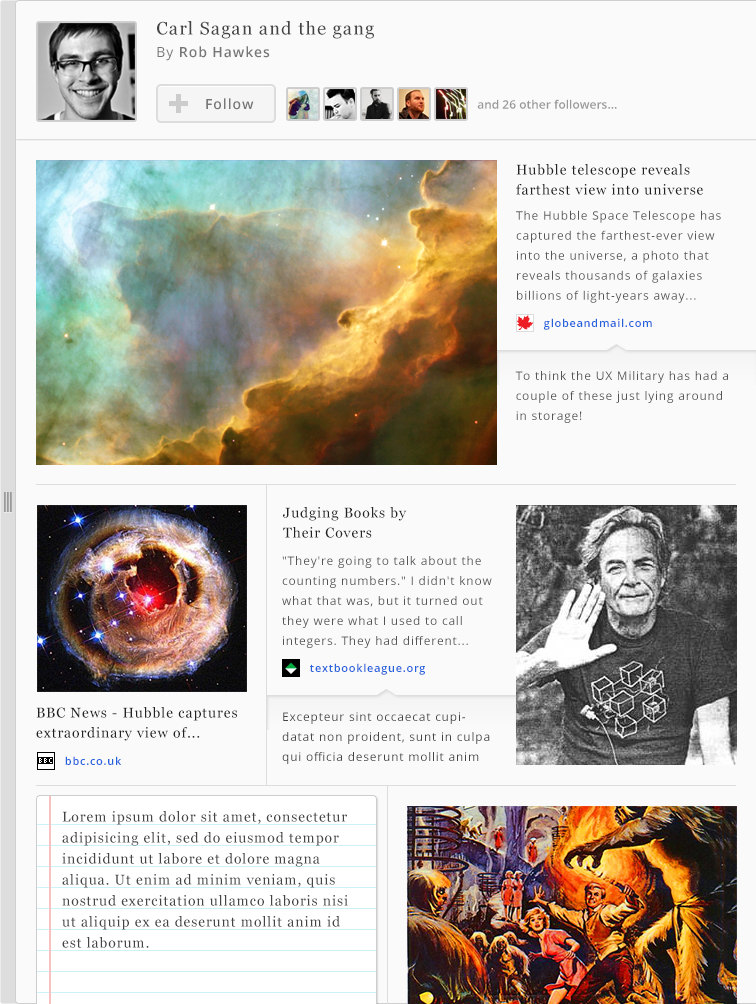 Carl Sagan and the gang
By Rob Hawkes
Follow
and 26 other followers...
Hubble telescope reveals
farthest view into universe
The Hubble Space Telescope has
captured the farthest-ever view
into the universe, a photo that
reveals thousands of galaxies
billions of light-years away...
globeandmail.com
To think the UX Military has had a
couple of these just lying around
in storage!
BBC News - Hubble captures
extraordinary view of...
BBC
bbc.co.uk
Judging Books by
Their Covers
"They're going to talk about the
counting numbers." I didn't know
what that was, but it turned out
they were what I used to call
integers. They had different...
textbookleague.org
Excepteur sint occaecat cupi-
datat non proident, sunt in culpa
qui officia deserunt mollit anim
Lorem ipsum dolor sit amet, consectetur
adipisicing elit, sed do eiusmod tempor
incididunt ut labore et dolore magna
aliqua. Ut enim ad minim veniam, quis
nostrud exercitation ullamco laboris nisi
ut aliquip ex ea deserunt mollit anim id
est laborum.